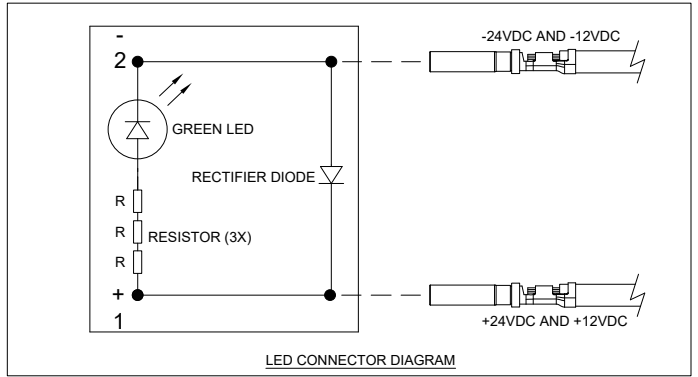 -
2
-24VDC AND -12VDC
GREEN LED
RECTIFIER DIODE
R
R RESISTOR (3X)
R
+
1
+24VDC AND +12VDC
LED CONNECTOR DIAGRAM